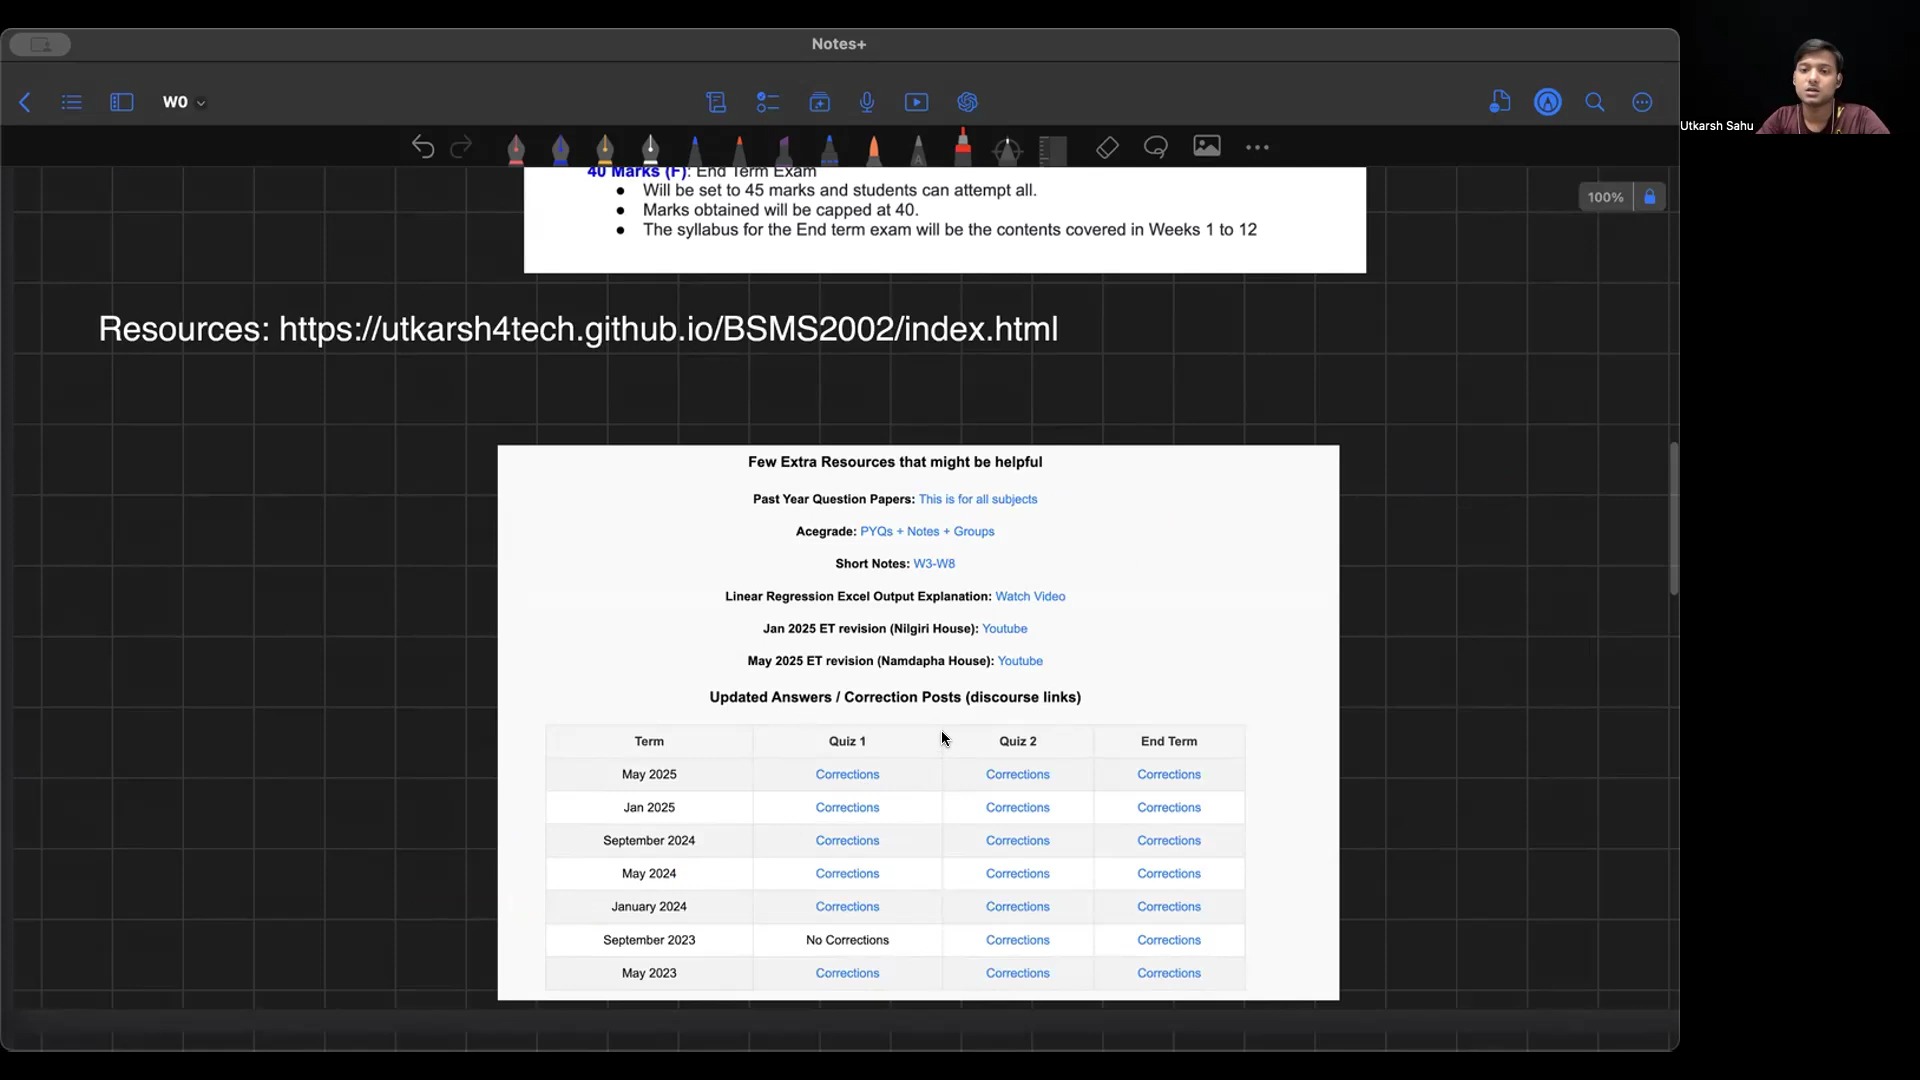 Notes+
W0
Utkarsh Sahu
40 Marks (F): End Term Exam
● Will be set to 45 marks and students can attempt all.
● Marks obtained will be capped at 40.
● The syllabus for the End term exam will be the contents covered in Weeks 1 to 12
100%
Resources: https://utkarsh4tech.github.io/BSMS2002/index.html
Few Extra Resources that might be helpful
Past Year Question Papers: This is for all subjects
Acegrade: PYQs + Notes + Groups
Short Notes: W3-W8
Linear Regression Excel Output Explanation: Watch Video
Jan 2025 ET revision (Nilgiri House): Youtube
May 2025 ET revision (Namdapha House): Youtube
Updated Answers / Correction Posts (discourse links)
Term Quiz 1 Quiz 2 End Term
May 2025 Corrections Corrections Corrections
Jan 2025 Corrections Corrections Corrections
September 2024 Corrections Corrections Corrections
May 2024 Corrections Corrections Corrections
January 2024 Corrections Corrections Corrections
September 2023 No Corrections Corrections Corrections
May 2023 Corrections Corrections Corrections